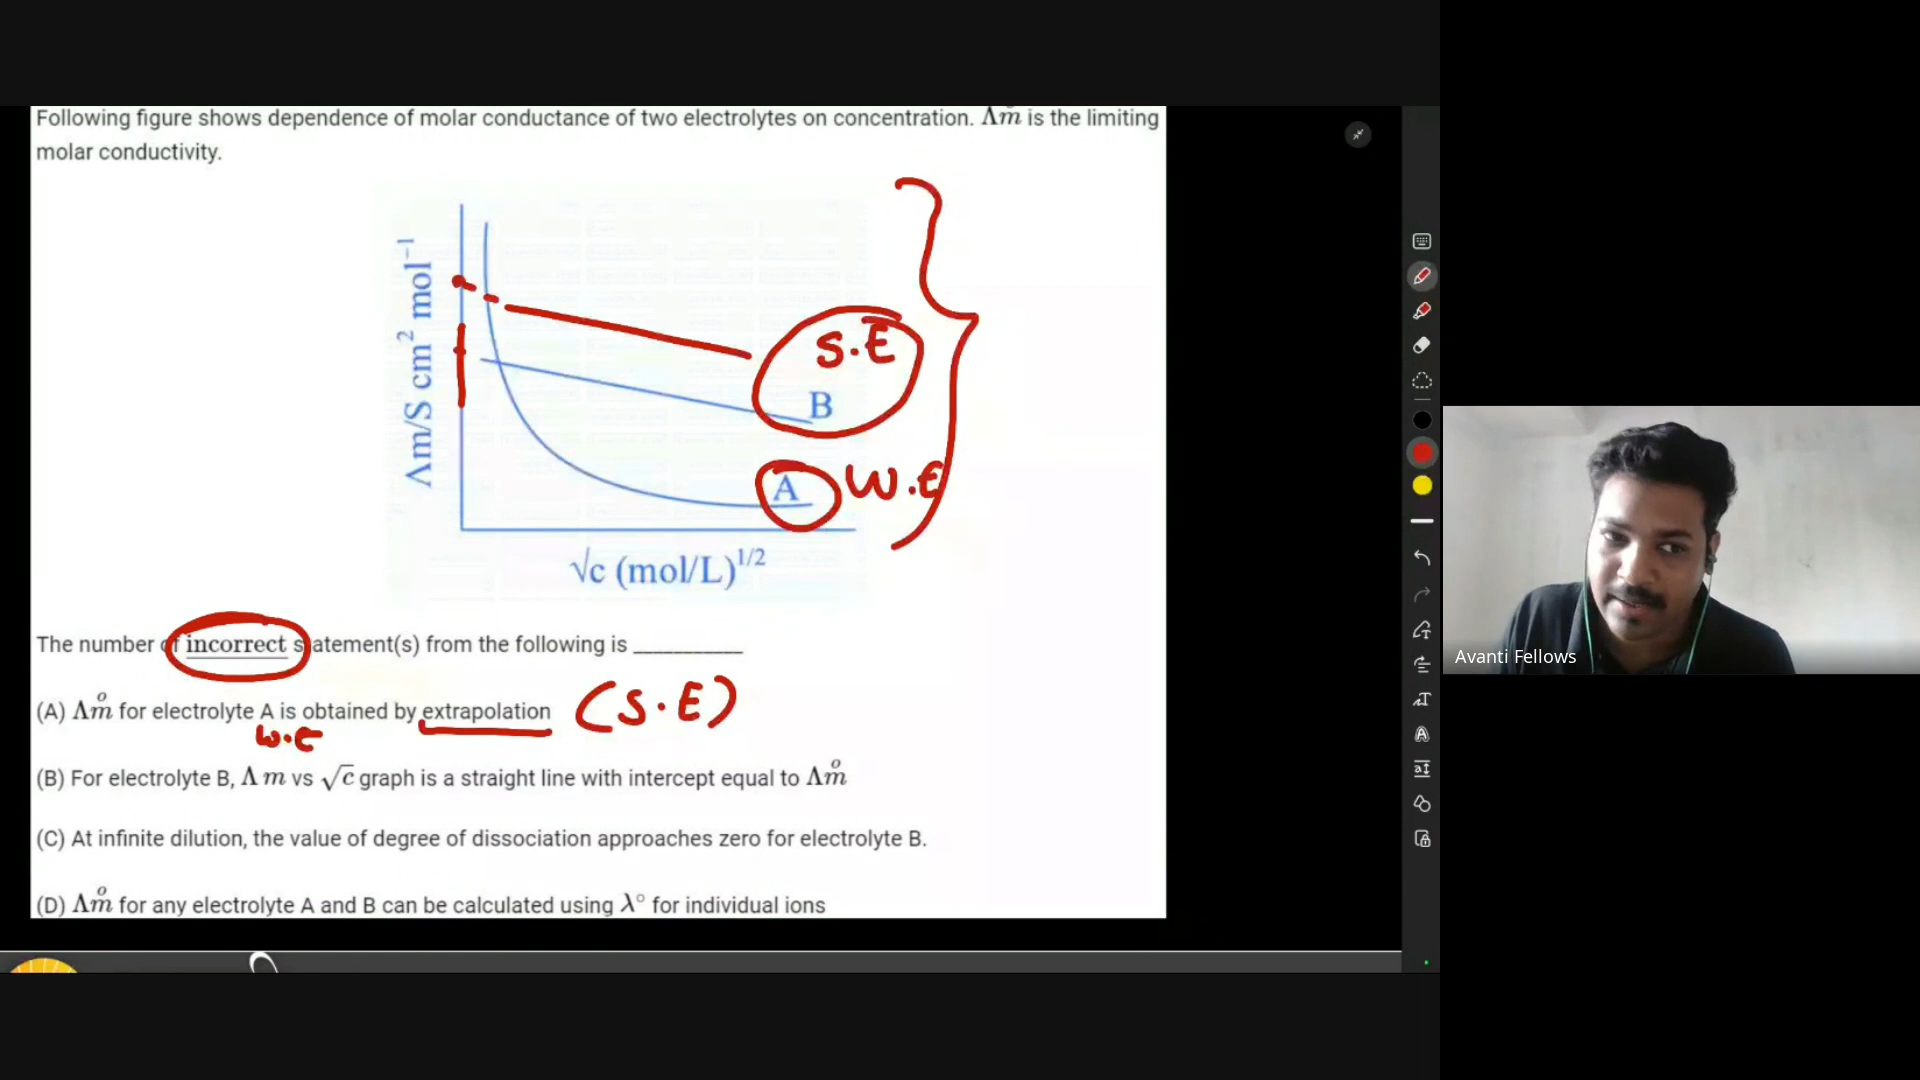 Following figure shows dependence of molar conductance of two electrolytes on concentration. Λm° is the limiting
molar conductivity.
Λm/S cm² mol⁻¹
S.E
B
A
W.E
√c (mol/L)^1/2
The number of incorrect statement(s) from the following is ___________
(A) Λm° for electrolyte A is obtained by extrapolation (S.E)
W.E
(B) For electrolyte B, Λ m vs √c graph is a straight line with intercept equal to Λm°
(C) At infinite dilution, the value of degree of dissociation approaches zero for electrolyte B.
(D) Λm° for any electrolyte A and B can be calculated using λ° for individual ions
Avanti Fellows